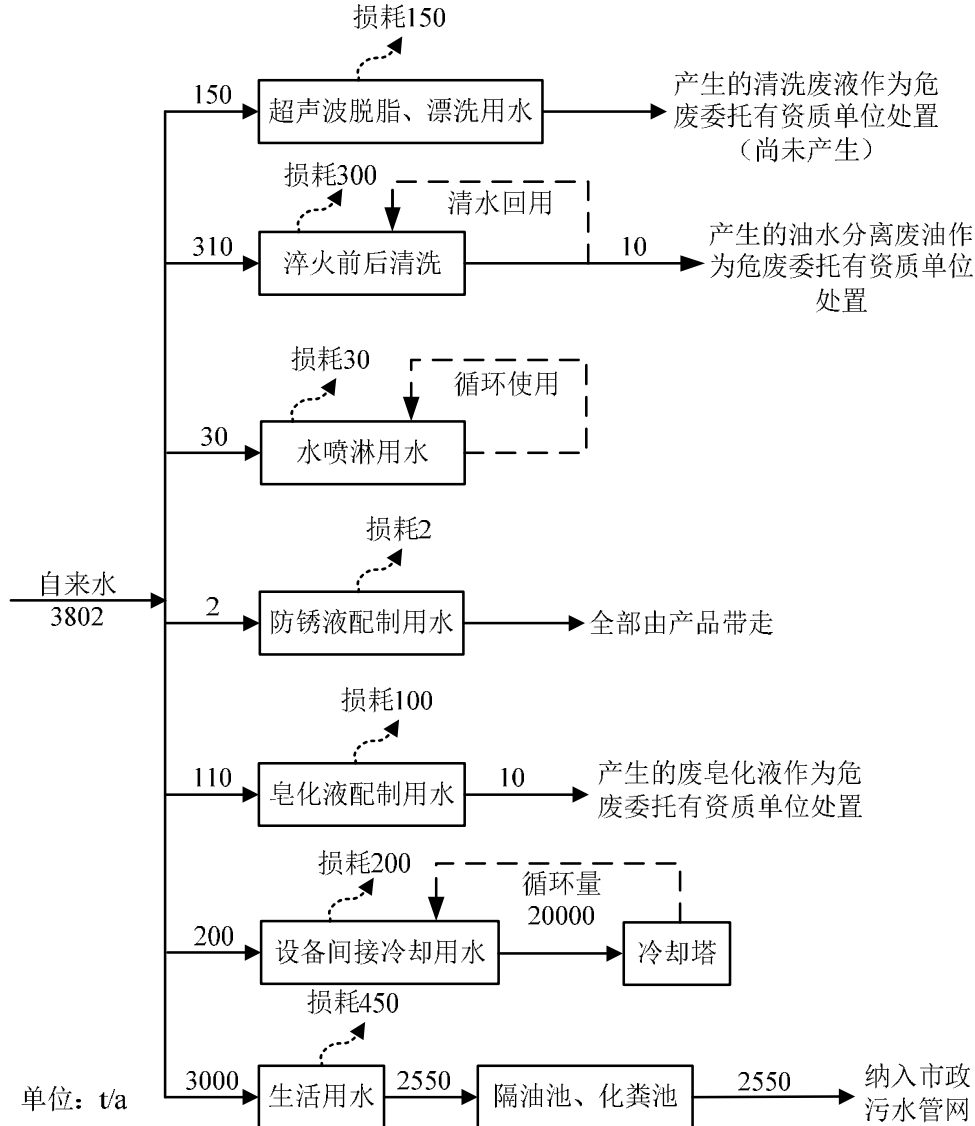 损耗150
150
超声波脱脂、漂洗用水
产生的清洗废液作为危
废委托有资质单位处置
（尚未产生）
损耗300
清水回用
310
淬火前后清洗
10
产生的油水分离废油作
为危废委托有资质单位
处置
损耗30
循环使用
30
水喷淋用水
自来水
3802
损耗2
2
防锈液配制用水
全部由产品带走
损耗100
110
皂化液配制用水
10
产生的废皂化液作为危
废委托有资质单位处置
损耗200
循环量
20000
200
设备间接冷却用水
冷却塔
损耗450
3000
生活用水
2550
隔油池、化粪池
2550
纳入市政
污水管网
单位：t/a